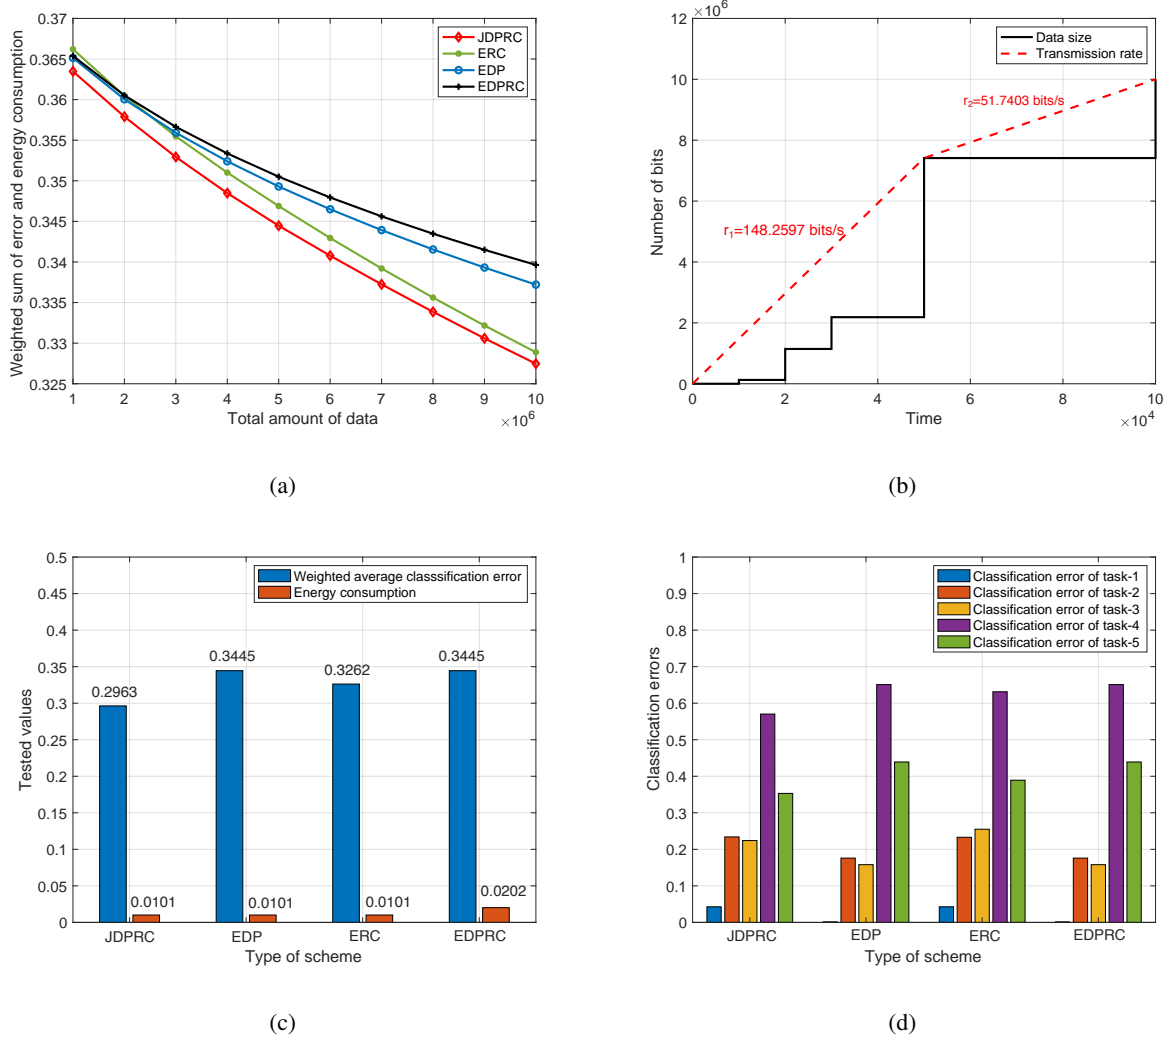 0.37
0.365
0.36
0.355
0.35
0.345
0.34
0.335
0.33
0.325
Weighted sum of error and energy consumption
JDPRC
ERC
EDP
EDPRC
1 2 3 4 5 6 7 8 9 10
Total amount of data
×10^6
(a)
×10^6
12
10
8
6
4
2
0
Number of bits
Data size
Transmission rate
r₂=51.7403 bits/s
r₁=148.2597 bits/s
0 2 4 6 8 10
Time
×10^4
(b)
0.5
0.45
0.4
0.35
0.3
0.25
0.2
0.15
0.1
0.05
0
Tested values
Weighted average classsification error
Energy consumption
0.2963
0.0101
0.3445
0.0101
0.3262
0.0101
0.3445
0.0202
JDPRC EDP ERC EDPRC
Type of scheme
(c)
1
0.9
0.8
0.7
0.6
0.5
0.4
0.3
0.2
0.1
0
Classification errors
Classification error of task-1
Classification error of task-2
Classification error of task-3
Classification error of task-4
Classification error of task-5
JDPRC EDP ERC EDPRC
Type of scheme
(d)